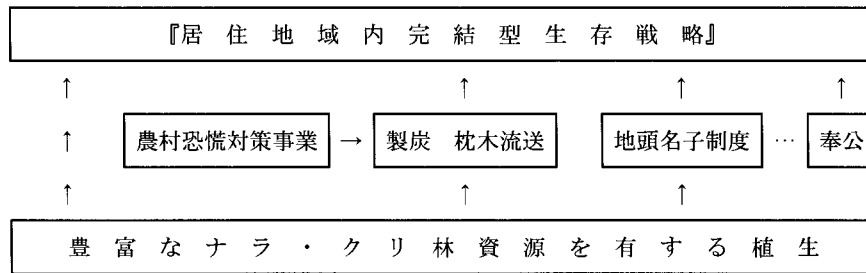 『居住地域内完結型生存戦略』
↑ ↑ ↑ ↑
農村恐慌対策事業 → 製炭 枕木流送 地頭名子制度 … 奉公
↑
↑ ↑ ↑
豊富なナラ・クリ林資源を有する植生